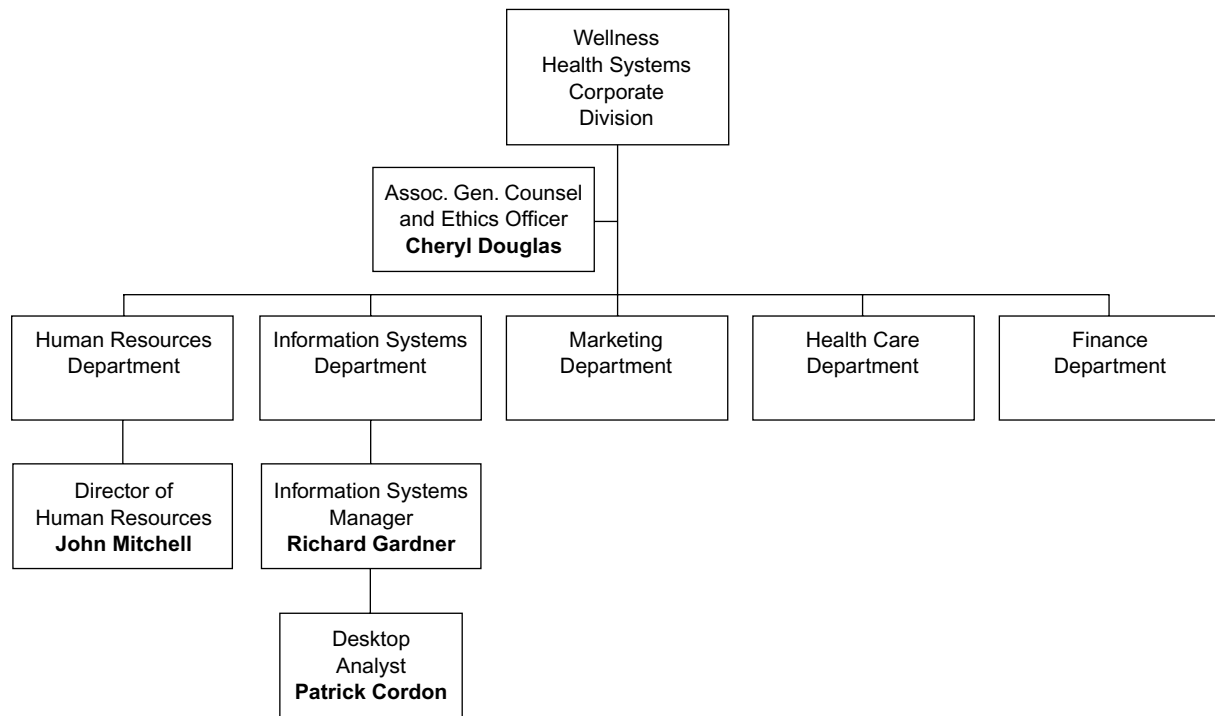 Wellness
Health Systems
Corporate
Division
Assoc. Gen. Counsel
and Ethics Officer
Cheryl Douglas
Human Resources
Department
Information Systems
Department
Marketing
Department
Health Care
Department
Finance
Department
Director of
Human Resources
John Mitchell
Information Systems
Manager
Richard Gardner
Desktop
Analyst
Patrick Cordon